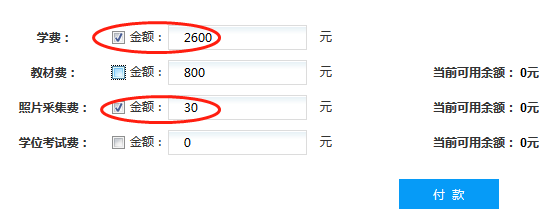 学费： 金额： 2600 元
教材费： 金额： 800 元 当前可用余额： 0元
照片采集费： 金额： 30 元 当前可用余额： 0元
学位考试费： 金额： 0 元 当前可用余额： 0元
付 款